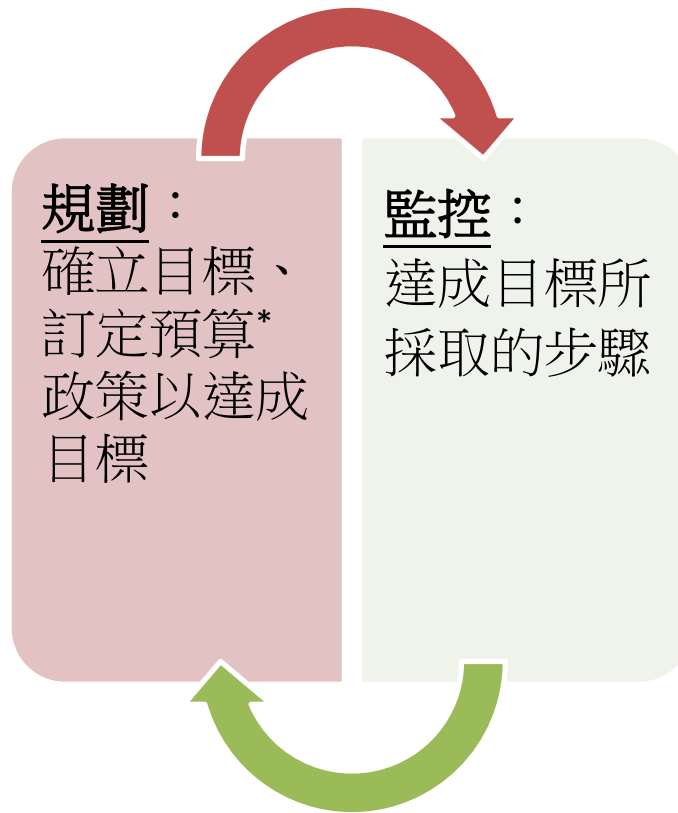 規劃：
確立目標、
訂定預算*
政策以達成
目標
監控：
達成目標所
採取的步驟